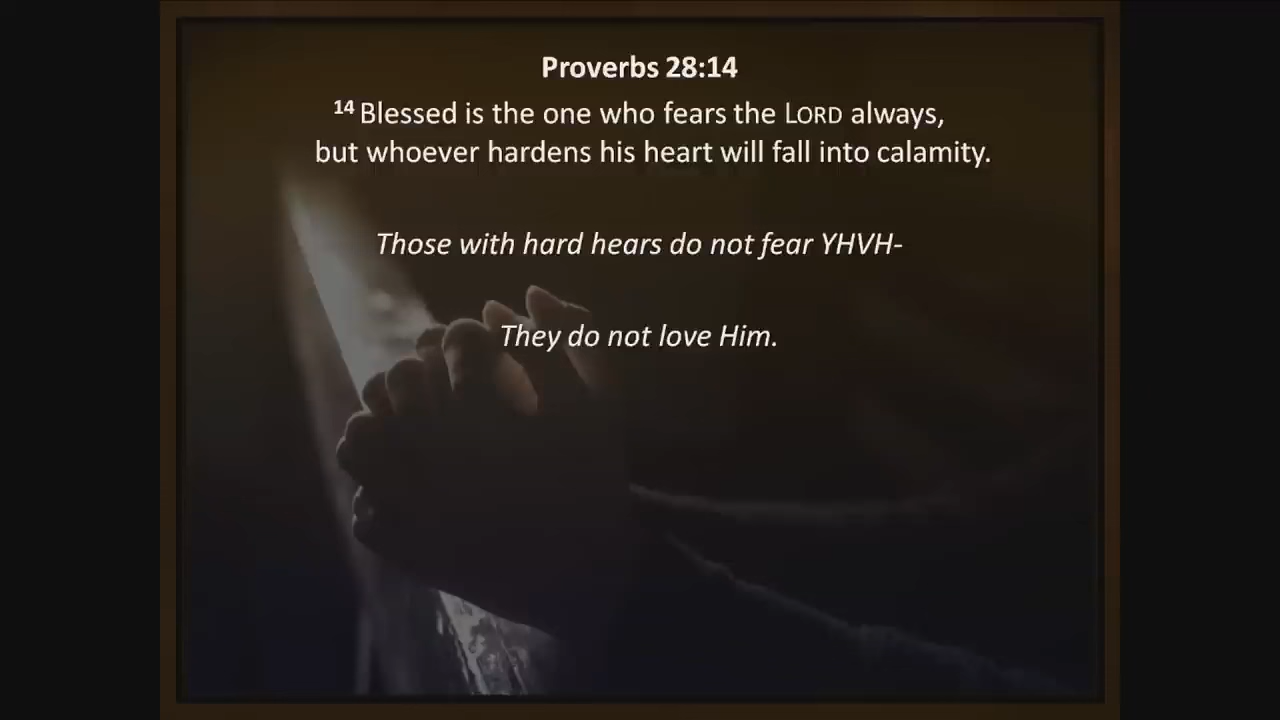 Proverbs 28:14
14 Blessed is the one who fears the LORD always,
but whoever hardens his heart will fall into calamity.
Those with hard hears do not fear YHVH-
They do not love Him.